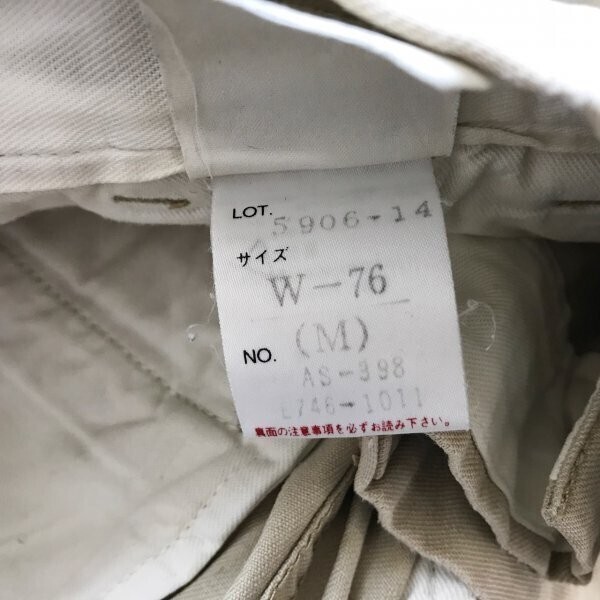 LOT. 5906-14
サイズ
W-76
NO. (M)
AS-398
L746-1011
裏面の注意事項を必ずお読み下さい。